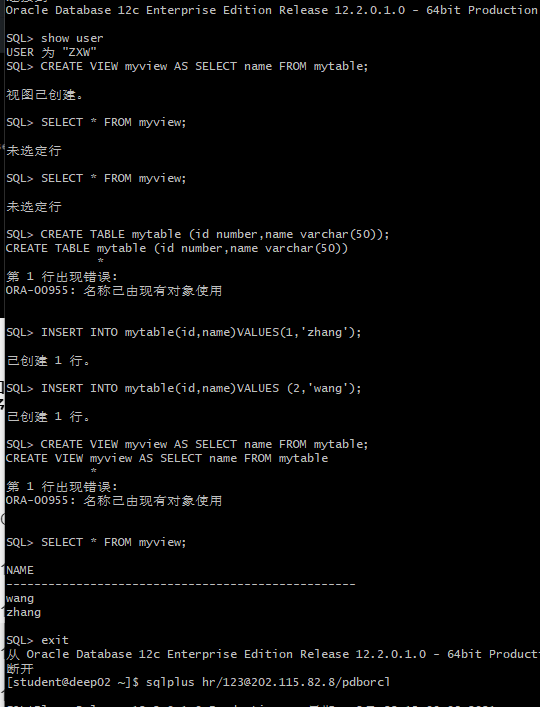 Oracle Database 12c Enterprise Edition Release 12.2.0.1.0 - 64bit Production
SQL> show user
USER 为 "ZXW"
SQL> CREATE VIEW myview AS SELECT name FROM mytable;
视图已创建。
SQL> SELECT * FROM myview;
未选定行
SQL> SELECT * FROM myview;
未选定行
SQL> CREATE TABLE mytable (id number,name varchar(50));
CREATE TABLE mytable (id number,name varchar(50))
*
第 1 行出现错误:
ORA-00955: 名称已由现有对象使用
SQL> INSERT INTO mytable(id,name)VALUES(1,'zhang');
已创建 1 行。
SQL> INSERT INTO mytable(id,name)VALUES (2,'wang');
已创建 1 行。
SQL> CREATE VIEW myview AS SELECT name FROM mytable;
CREATE VIEW myview AS SELECT name FROM mytable
*
第 1 行出现错误:
ORA-00955: 名称已由现有对象使用
SQL> SELECT * FROM myview;
NAME
--------------------------------------------------
wang
zhang
SQL> exit
从 Oracle Database 12c Enterprise Edition Release 12.2.0.1.0 - 64bit Producti
断开
[student@deep02 ~]$ sqlplus hr/123@202.115.82.8/pdborcl